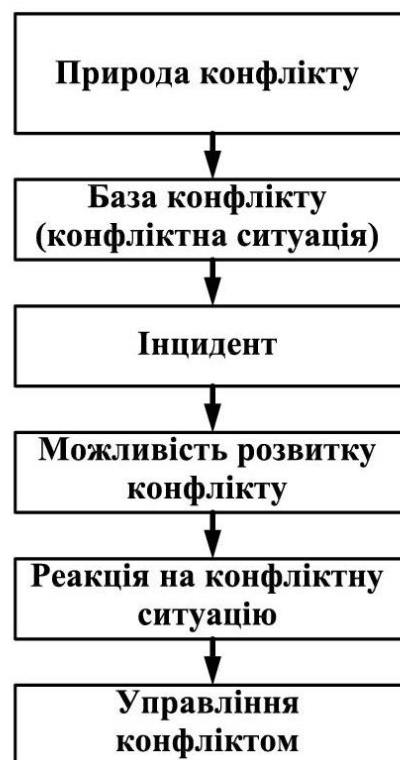 Природа конфлікту
База конфлікту
(конфліктна ситуація)
Інцидент
Можливість розвитку
конфлікту
Реакція на конфліктну
ситуацію
Управління
конфліктом